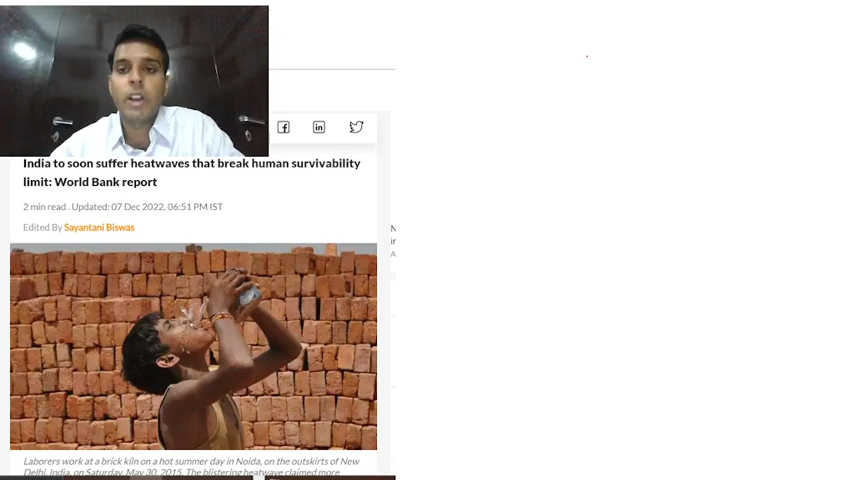 India to soon suffer heatwaves that break human survivability
limit: World Bank report
2 min read . Updated: 07 Dec 2022, 06:51 PM IST
Edited By Sayantani Biswas
Laborers work at a brick kiln on a hot summer day in Noida, on the outskirts of New
Delhi, India, on Saturday, May 30, 2015. The blistering heatwave claimed more